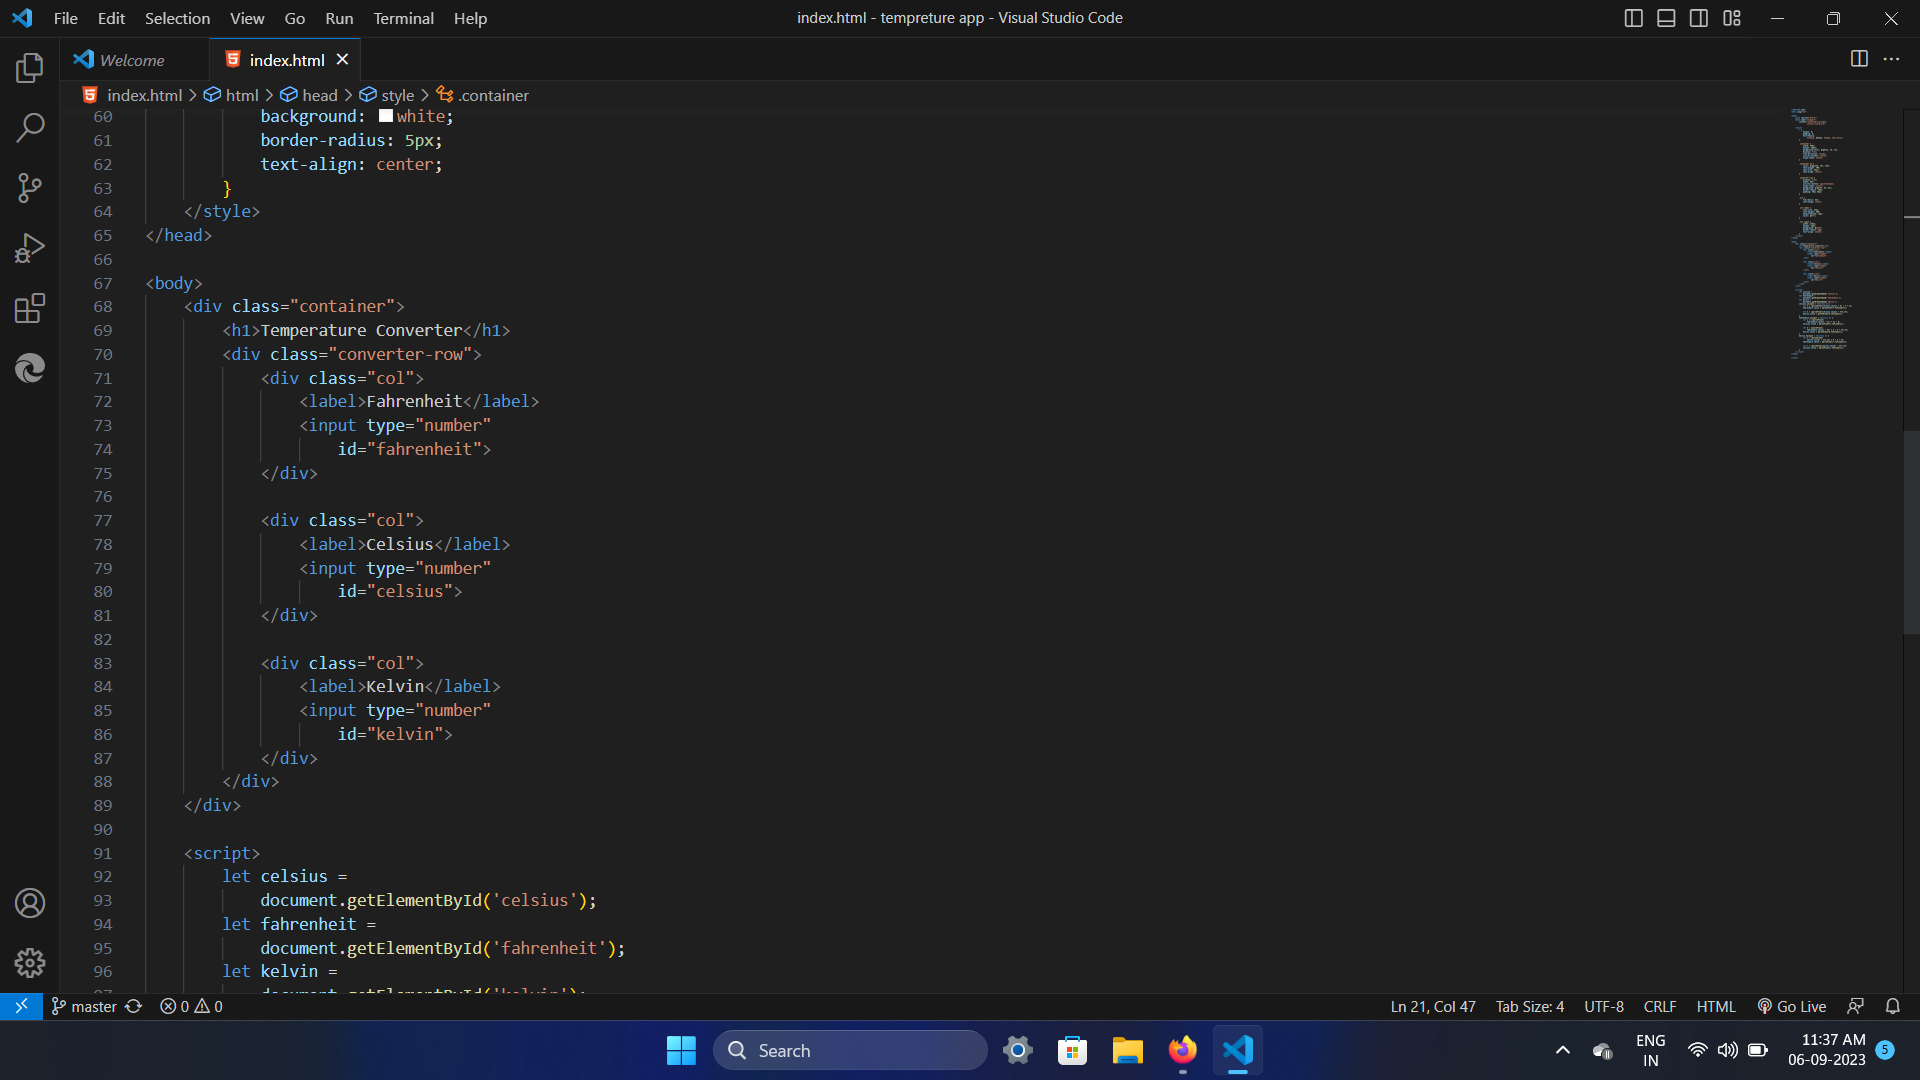 File Edit Selection View Go Run Terminal Help
index.html - tempreture app - Visual Studio Code
Welcome
index.html
index.html > html > head > style > .container
60 background: white;
61 border-radius: 5px;
62 text-align: center;
63 }
64 </style>
65 </head>
66
67 <body>
68 <div class="container">
69 <h1>Temperature Converter</h1>
70 <div class="converter-row">
71 <div class="col">
72 <label>Fahrenheit</label>
73 <input type="number"
74 id="fahrenheit">
75 </div>
76
77 <div class="col">
78 <label>Celsius</label>
79 <input type="number"
80 id="celsius">
81 </div>
82
83 <div class="col">
84 <label>Kelvin</label>
85 <input type="number"
86 id="kelvin">
87 </div>
88 </div>
89 </div>
90
91 <script>
92 let celsius =
93 document.getElementById('celsius');
94 let fahrenheit =
95 document.getElementById('fahrenheit');
96 let kelvin =
97 document.getElementById('kelvin');
master 0 0 Ln 21, Col 47 Tab Size: 4 UTF-8 CRLF HTML Go Live
Search
ENG
IN
11:37 AM
06-09-2023
5